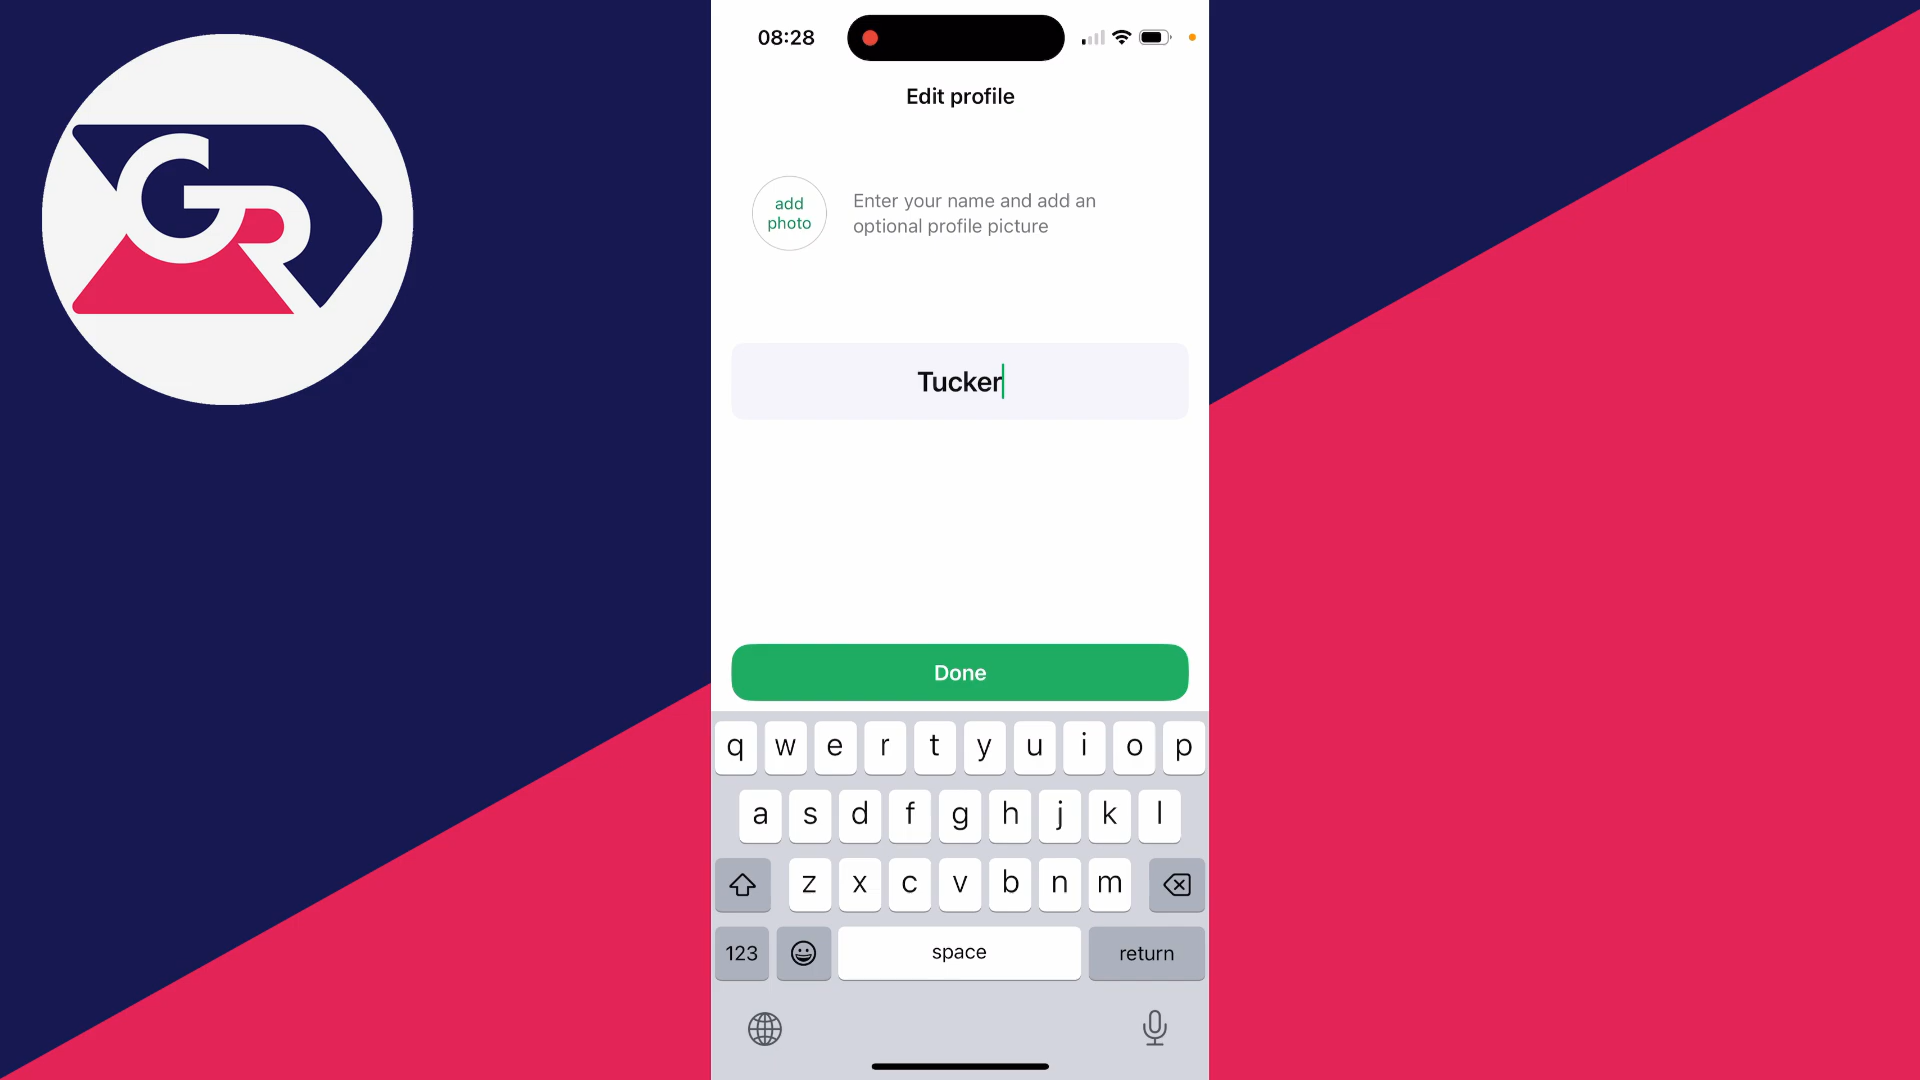 GR
08:28
Edit profile
add
photo
Enter your name and add an
optional profile picture
Tucker
Done
q w e r t y u i o p
a s d f g h j k l
z x c v b n m
123 space return